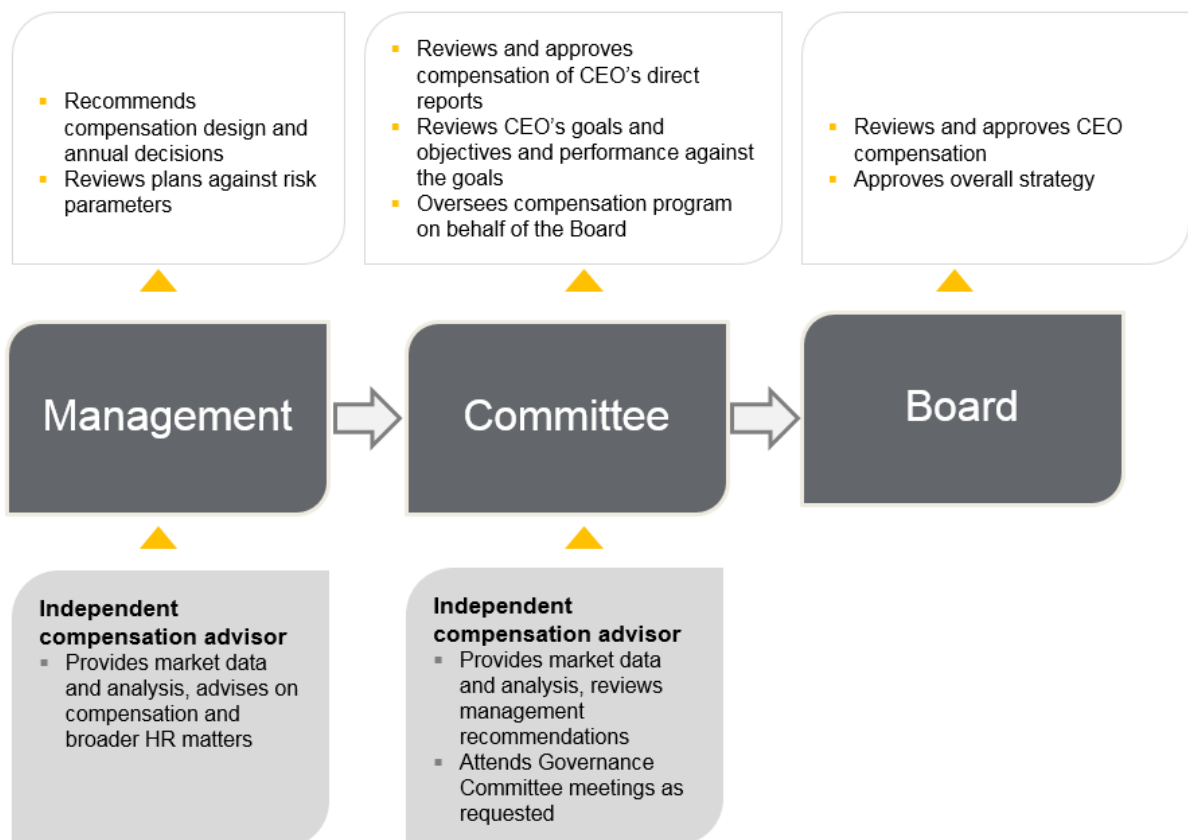 ▪ Recommends
compensation design and
annual decisions
▪ Reviews plans against risk
parameters
▪ Reviews and approves
compensation of CEO’s direct
reports
▪ Reviews CEO’s goals and
objectives and performance against
the goals
▪ Oversees compensation program
on behalf of the Board
▪ Reviews and approves CEO
compensation
▪ Approves overall strategy
Management
Committee
Board
Independent
compensation advisor
▪ Provides market data
and analysis, advises on
compensation and
broader HR matters
Independent
compensation advisor
▪ Provides market data
and analysis, reviews
management
recommendations
▪ Attends Governance
Committee meetings as
requested